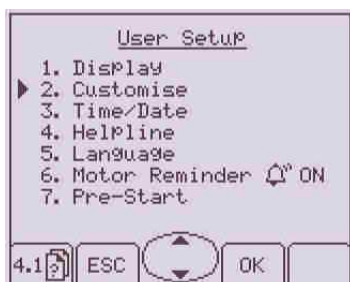 User Setup
1. Display
2. Customise
3. Time/Date
4. Helpline
5. Language
6. Motor Reminder ON
7. Pre-Start
4.1 ? ESC OK